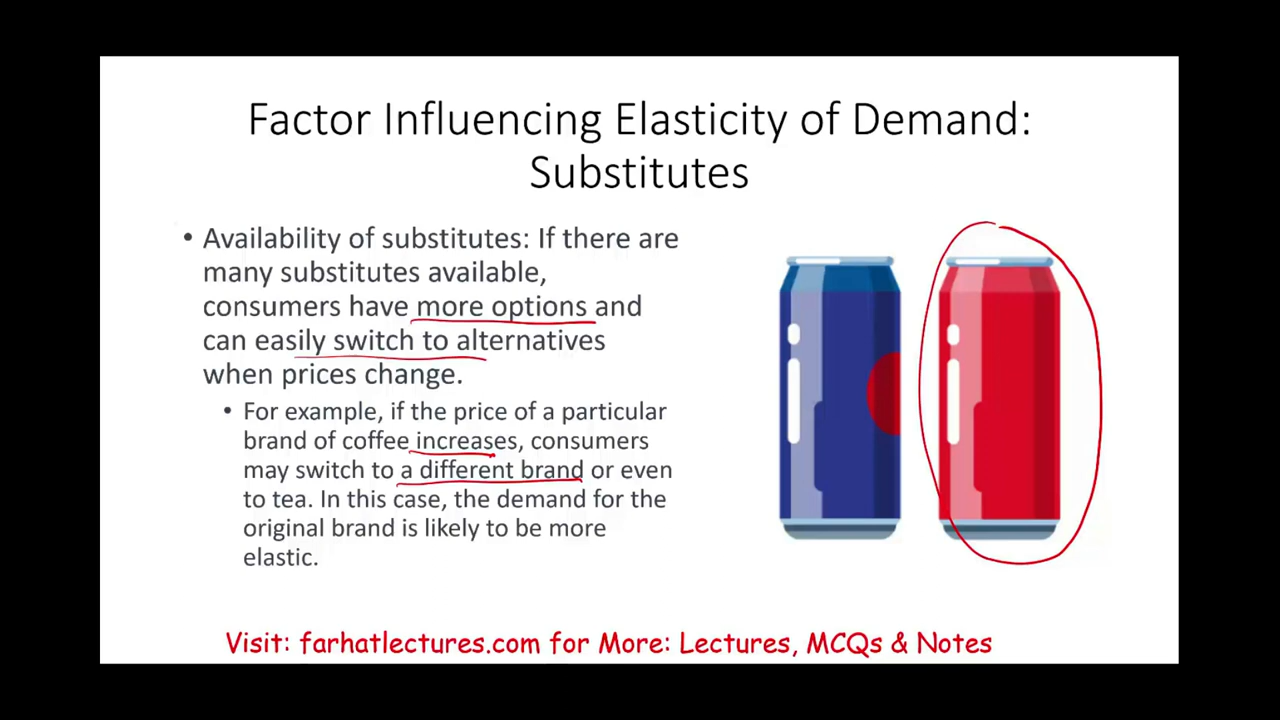 Factor Influencing Elasticity of Demand:
Substitutes
• Availability of substitutes: If there are
many substitutes available,
consumers have more options and
can easily switch to alternatives
when prices change.
• For example, if the price of a particular
brand of coffee increases, consumers
may switch to a different brand or even
to tea. In this case, the demand for the
original brand is likely to be more
elastic.
Visit: farhatlectures.com for More: Lectures, MCQs & Notes